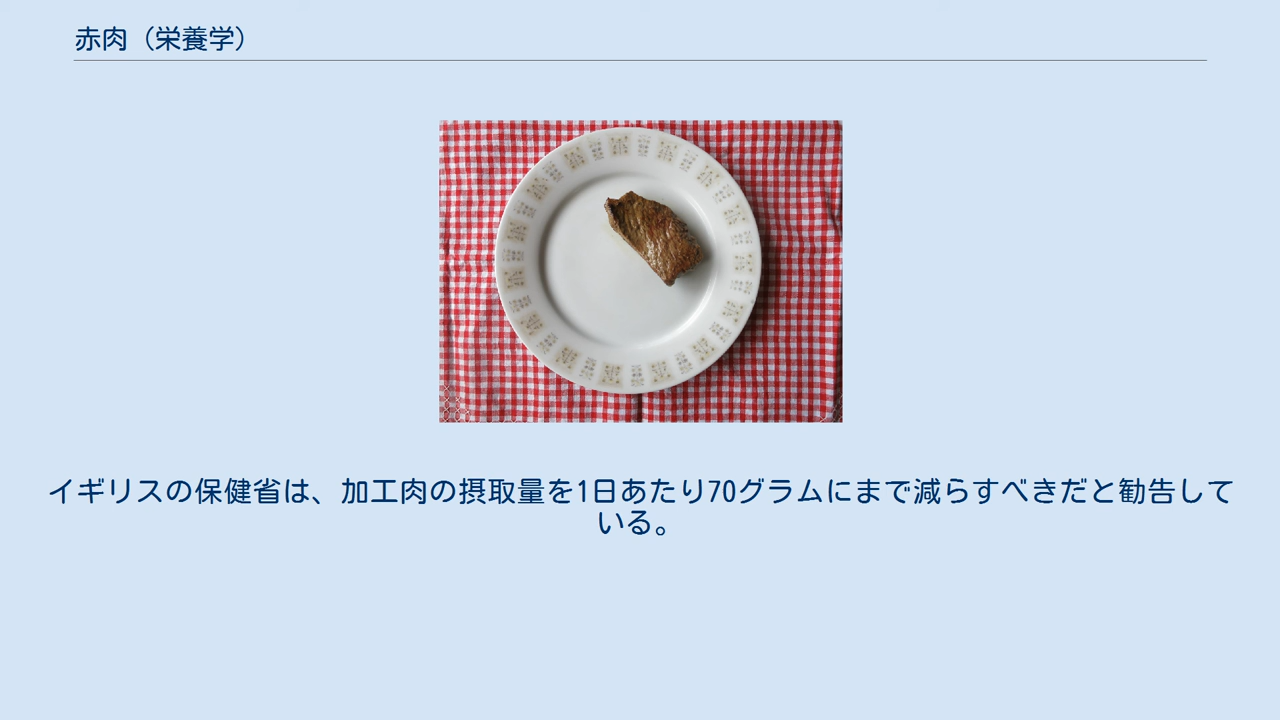 赤肉（栄養学）
イギリスの保健省は、加工肉の摂取量を1日あたり70グラムにまで減らすべきだと勧告して
いる。